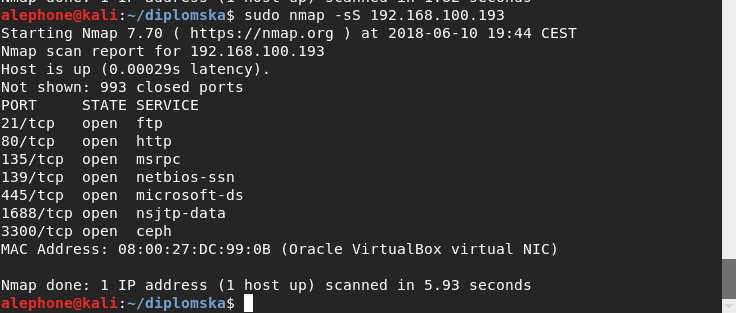 Nmap done: 1 IP address (1 host up) scanned in 1.62 seconds
alephone@kali:~/diplomska$ sudo nmap -sS 192.168.100.193
Starting Nmap 7.70 ( https://nmap.org ) at 2018-06-10 19:44 CEST
Nmap scan report for 192.168.100.193
Host is up (0.00029s latency).
Not shown: 993 closed ports
PORT     STATE SERVICE
21/tcp   open  ftp
80/tcp   open  http
135/tcp  open  msrpc
139/tcp  open  netbios-ssn
445/tcp  open  microsoft-ds
1688/tcp open  nsjtp-data
3300/tcp open  ceph
MAC Address: 08:00:27:DC:99:0B (Oracle VirtualBox virtual NIC)
Nmap done: 1 IP address (1 host up) scanned in 5.93 seconds
alephone@kali:~/diplomska$